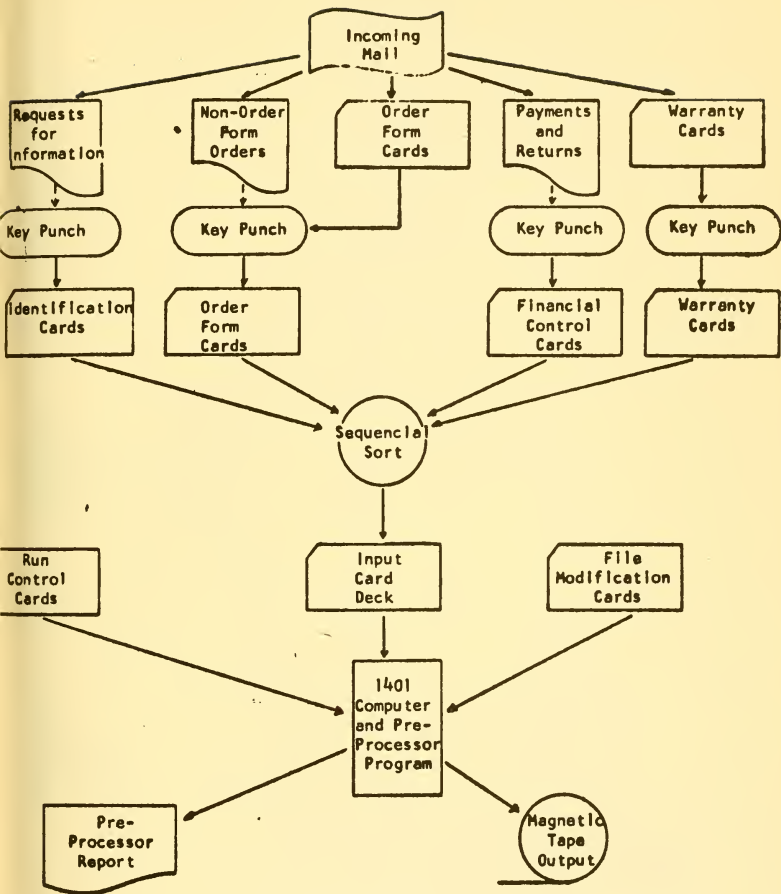 Incoming
Mail
Requests
for
nformation
Non-Order
Form
Orders
Order
Form
Cards
Payments
and
Returns
Warranty
Cards
Key Punch
Key Punch
Key Punch
Key Punch
Identification
Cards
Order
Form
Cards
Financial
Control
Cards
Warranty
Cards
Sequencial
Sort
Run
Control
Cards
Input
Card
Deck
File
Modification
Cards
1401
Computer
and Pre-
Processor
Program
Pre-
Processor
Report
Magnetic
Tape
Output